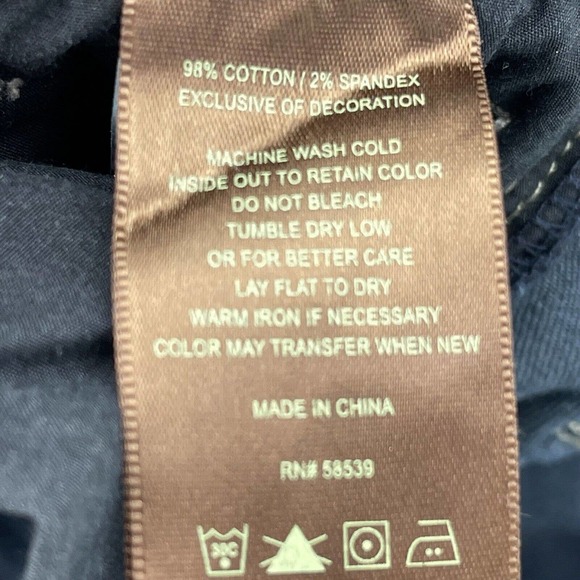 98% COTTON / 2% SPANDEX
EXCLUSIVE OF DECORATION
MACHINE WASH COLD
INSIDE OUT TO RETAIN COLOR
DO NOT BLEACH
TUMBLE DRY LOW
OR FOR BETTER CARE
LAY FLAT TO DRY
WARM IRON IF NECESSARY
COLOR MAY TRANSFER WHEN NEW
MADE IN CHINA
RN# 58539
30C